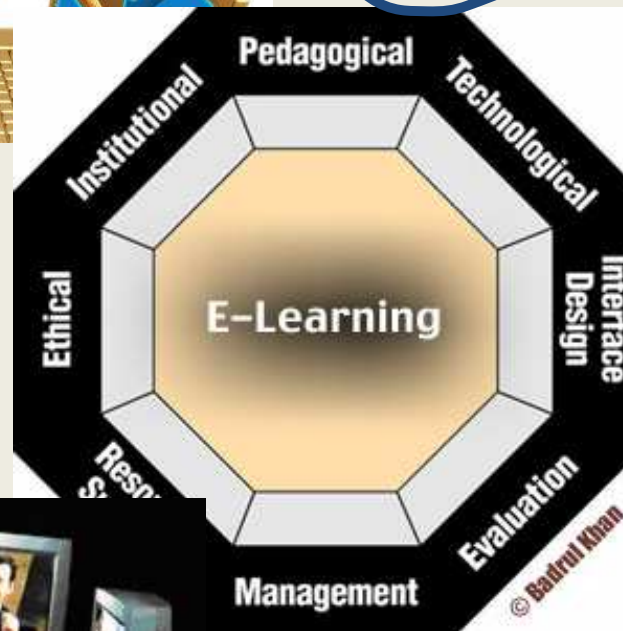 Pedagogical
Technological
Interface
Design
Evaluation
© Badrul Khan
Management
Ethical
Institutional
E-Learning